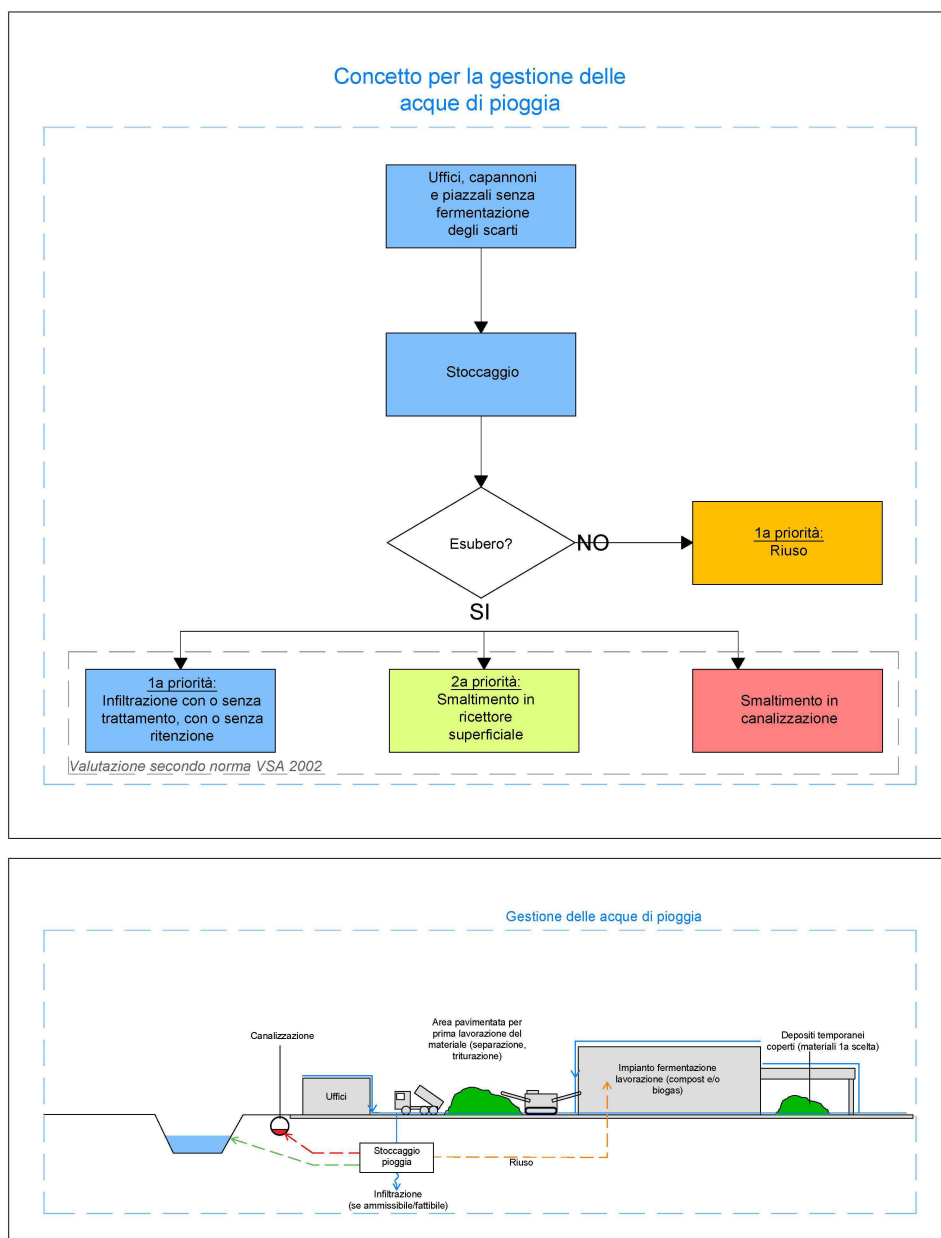 Concetto per la gestione delle
acque di pioggia
Uffici, capannoni
e piazzali senza
fermentazione
degli scarti
Stoccaggio
Esubero?
NO
1a priorità:
Riuso
SI
1a priorità:
Infiltrazione con o senza
trattamento, con o senza
ritenzione
2a priorità:
Smaltimento in
ricettore
superficiale
Smaltimento in
canalizzazione
Valutazione secondo norma VSA 2002
Gestione delle acque di pioggia
Canalizzazione
Area pavimentata per
prima lavorazione del
materiale (separazione,
triturazione)
Depositi temporanei
coperti (materiali 1a scelta)
Uffici
Impianto fermentazione
lavorazione (compost e/o
biogas)
Stoccaggio
pioggia
Riuso
Infiltrazione
(se ammissibile/fattibile)